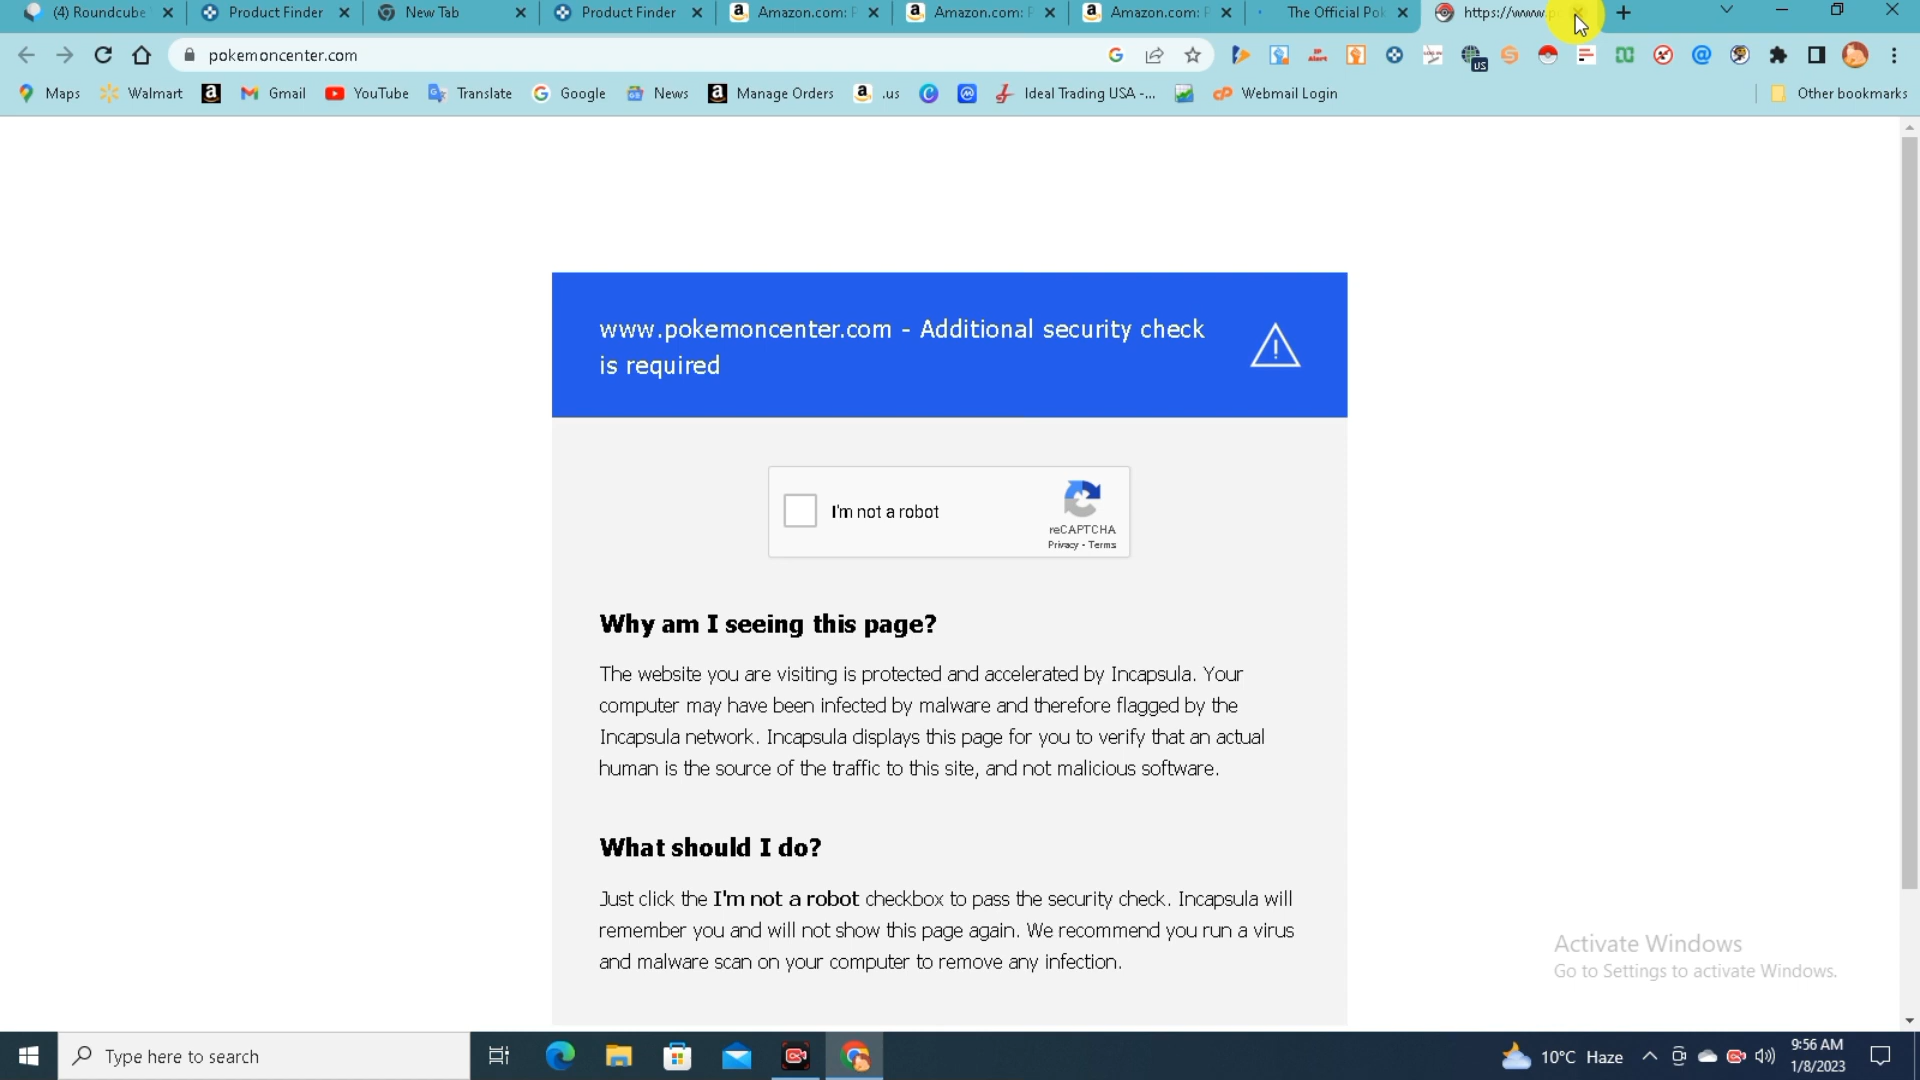 (4) Roundcube
Product Finder
New Tab
Product Finder
Amazon.com: P
Amazon.com: P
Amazon.com: P
The Official Pok
https://www.p
pokemoncenter.com
Maps
Walmart
Gmail
YouTube
Translate
Google
News
Manage Orders
.us
Ideal Trading USA -...
Webmail Login
Other bookmarks
www.pokemoncenter.com - Additional security check
is required
I'm not a robot
reCAPTCHA
Privacy - Terms
Why am I seeing this page?
The website you are visiting is protected and accelerated by Incapsula. Your
computer may have been infected by malware and therefore flagged by the
Incapsula network. Incapsula displays this page for you to verify that an actual
human is the source of the traffic to this site, and not malicious software.
What should I do?
Just click the I'm not a robot checkbox to pass the security check. Incapsula will
remember you and will not show this page again. We recommend you run a virus
and malware scan on your computer to remove any infection.
Activate Windows
Go to Settings to activate Windows.
Type here to search
10°C Haze
9:56 AM
1/8/2023